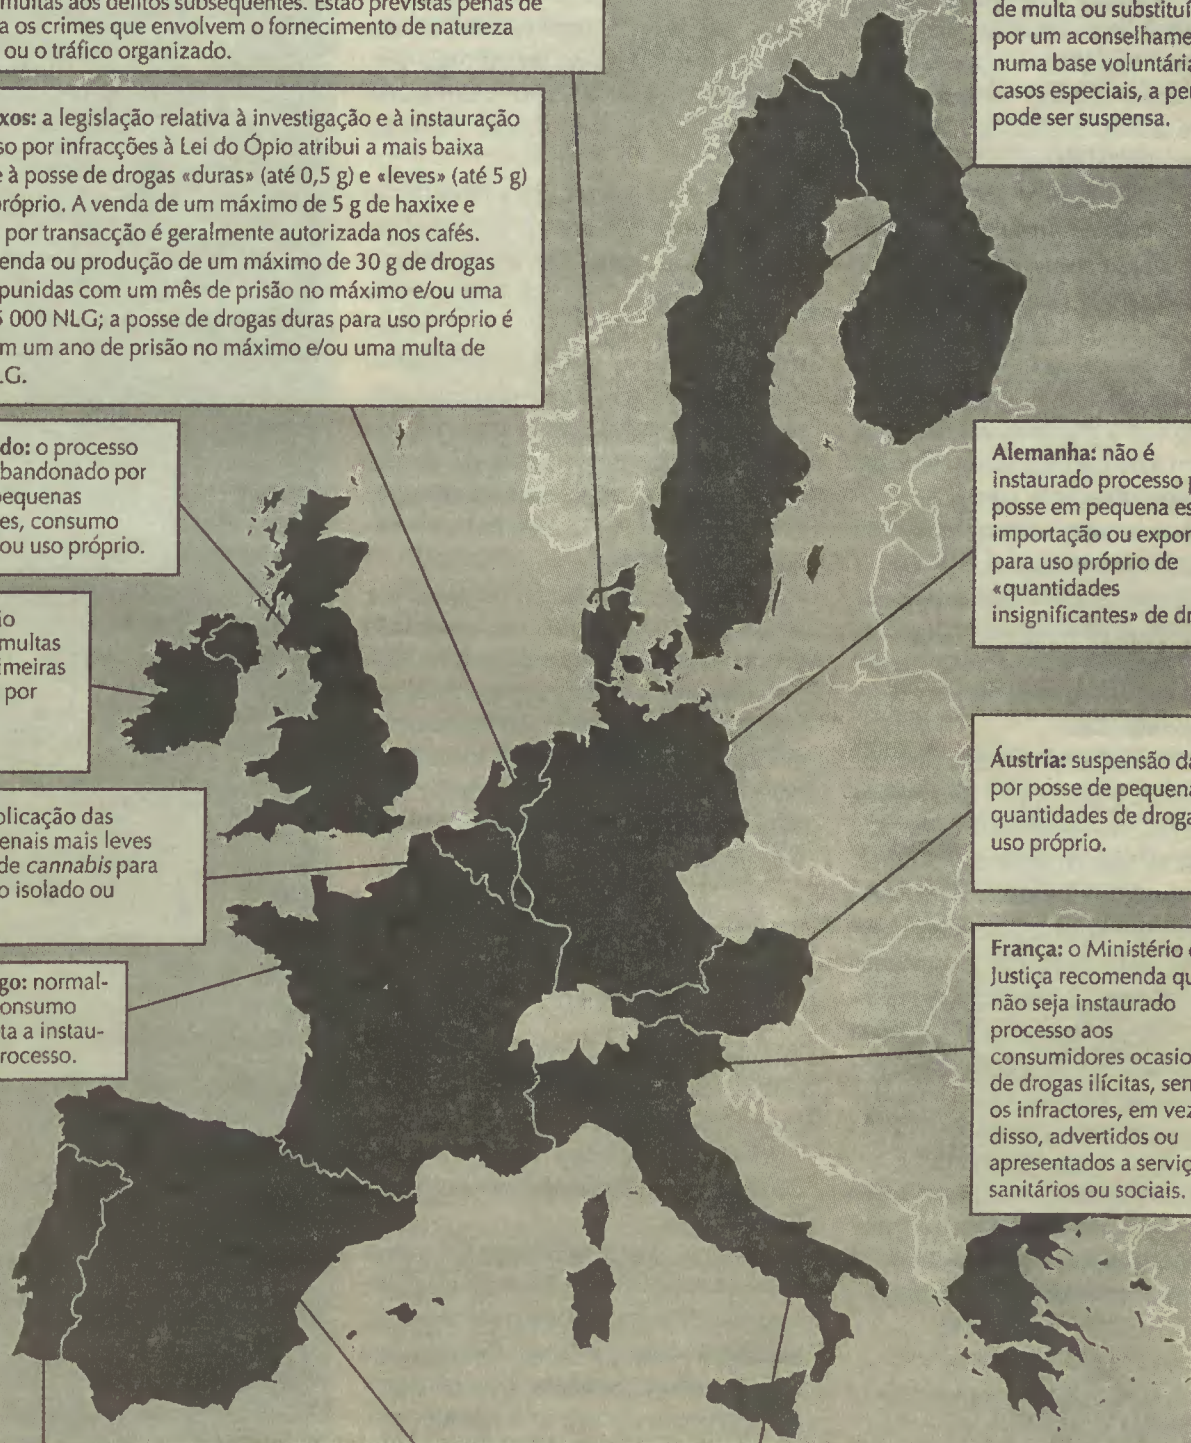 multas aos delitos subsequentes. Estão previstas penas de
a os crimes que envolvem o fornecimento de natureza
ou o tráfico organizado.
xos: a legislação relativa à investigação e à instauração
so por infracções à Lei do Ópio atribui a mais baixa
e à posse de drogas «duras» (até 0,5 g) e «leves» (até 5 g)
próprio. A venda de um máximo de 5 g de haxixe e
por transacção é geralmente autorizada nos cafés.
enda ou produção de um máximo de 30 g de drogas
punidas com um mês de prisão no máximo e/ou uma
5 000 NLG; a posse de drogas duras para uso próprio é
m um ano de prisão no máximo e/ou uma multa de
LG.
do: o processo
bandonado por
pequenas
es, consumo
ou uso próprio.
io
multas
meiras
por
plicação das
enais mais leves
de cannabis para
o isolado ou
go: normal-
onsumo
ta a instau-
rocesso.
de multa ou substituí
por um aconselhame
numa base voluntária
casos especiais, a pe
pode ser suspensa.
Alemanha: não é
instaurado processo p
posse em pequena es
importação ou expor
para uso próprio de
«quantidades
insignificantes» de dr
Áustria: suspensão da
por posse de pequena
quantidades de droga
uso próprio.
França: o Ministério d
Justiça recomenda qu
não seja instaurado
processo aos
consumidores ocasio
de drogas ilícitas, sen
os infractores, em vez
disso, advertidos ou
apresentados a serviç
sanitários ou sociais.